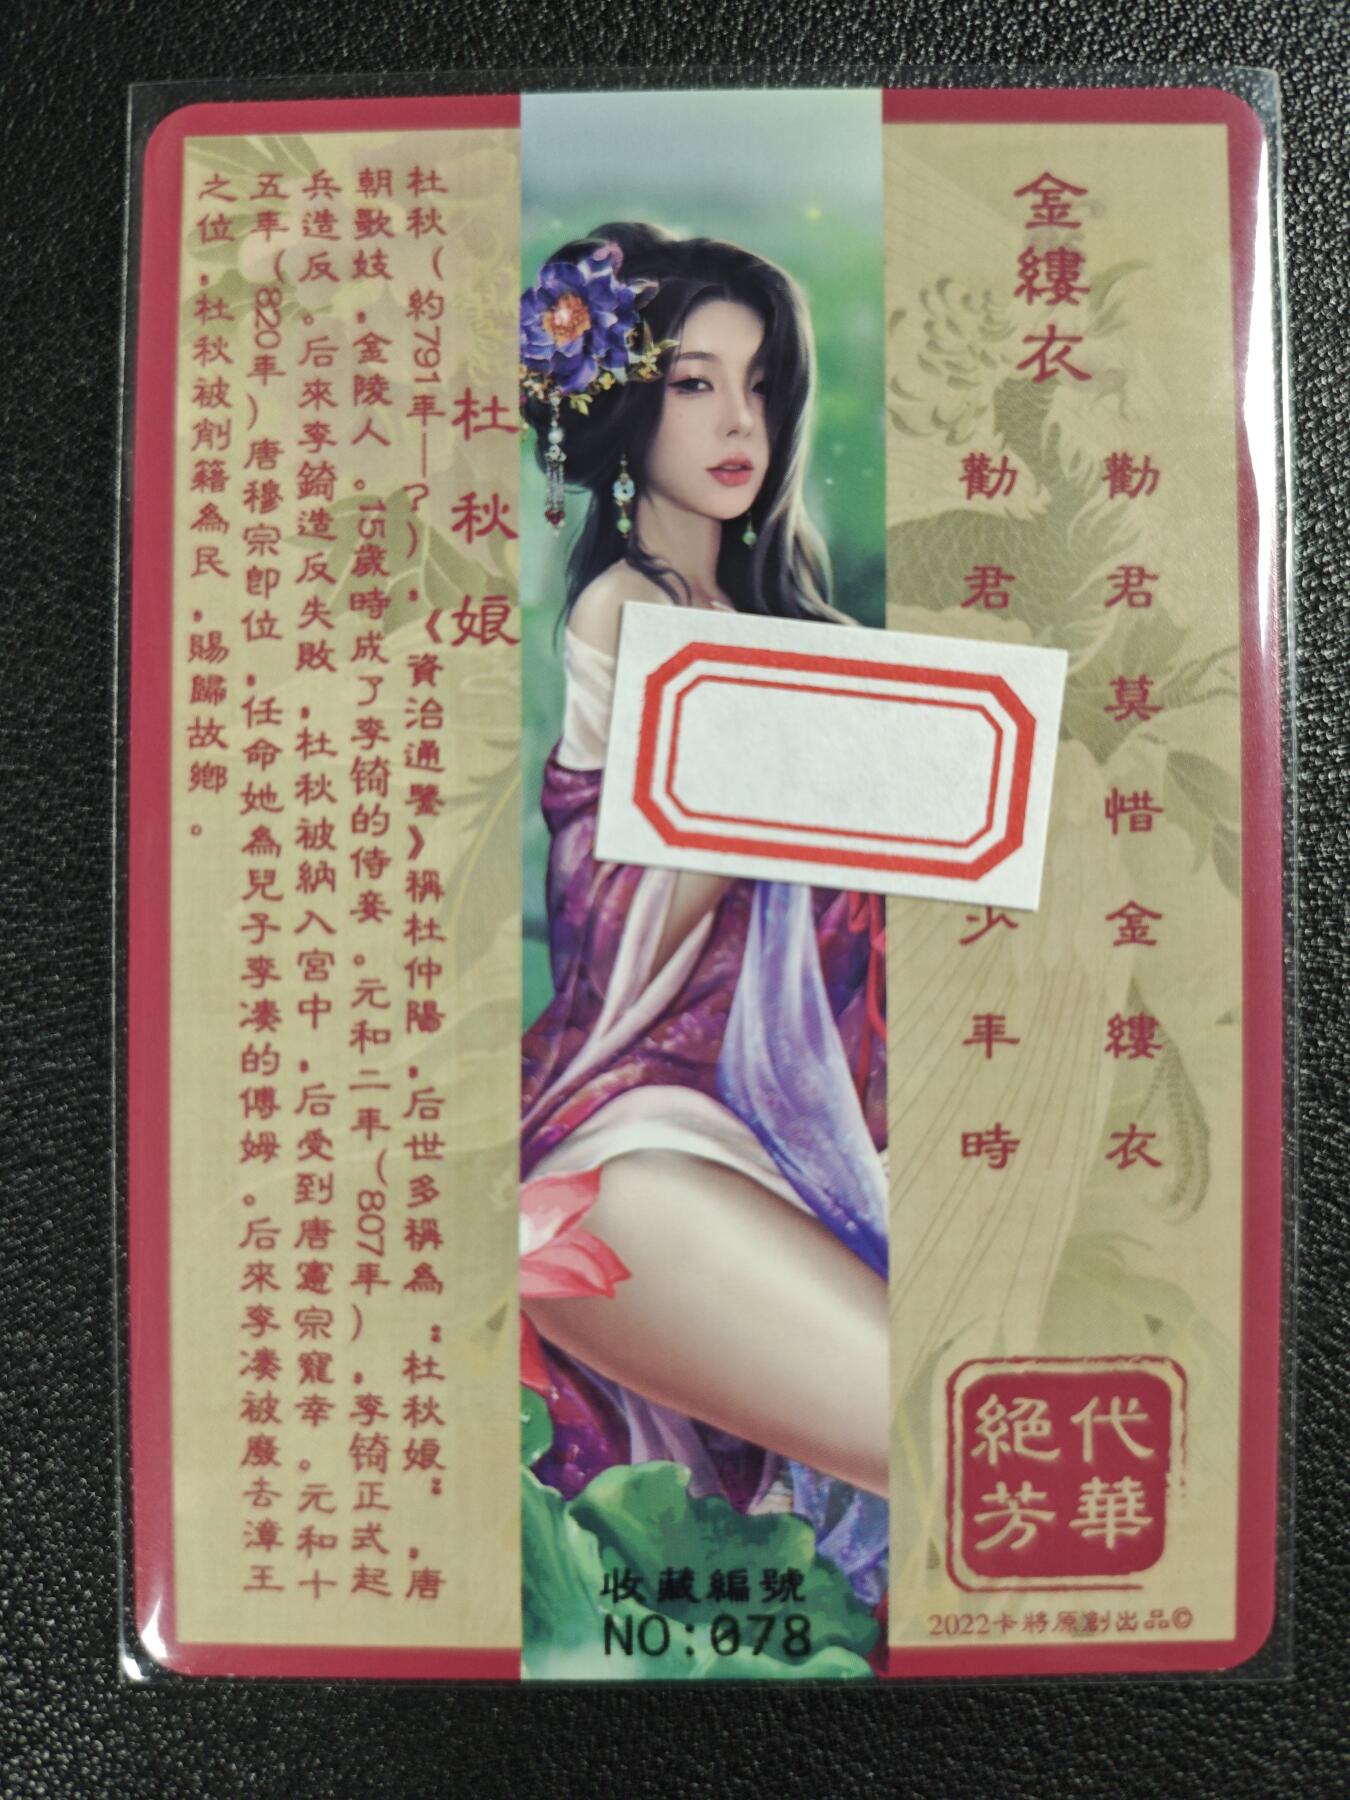 金縷衣
勸君莫惜金縷衣
勸君
少年時
杜秋娘
杜秋（約791年—？），《資治通鑒》稱杜仲陽，后世多稱為“杜秋娘”，唐
朝歌妓，金陵人。15歲時成了李锜的侍妾。元和二年（807年），李锜正式起
兵造反。后來李錡造反失敗，杜秋被納入宮中，后受到唐憲宗寵幸。元和十
五年（820年）唐穆宗即位，任命她為兒子李湊的傅姆。后來李湊被廢去漳王
之位，杜秋被削籍為民，賜歸故鄉。
代華
絕芳
收藏編號
NO:078
2022卡將原創出品©